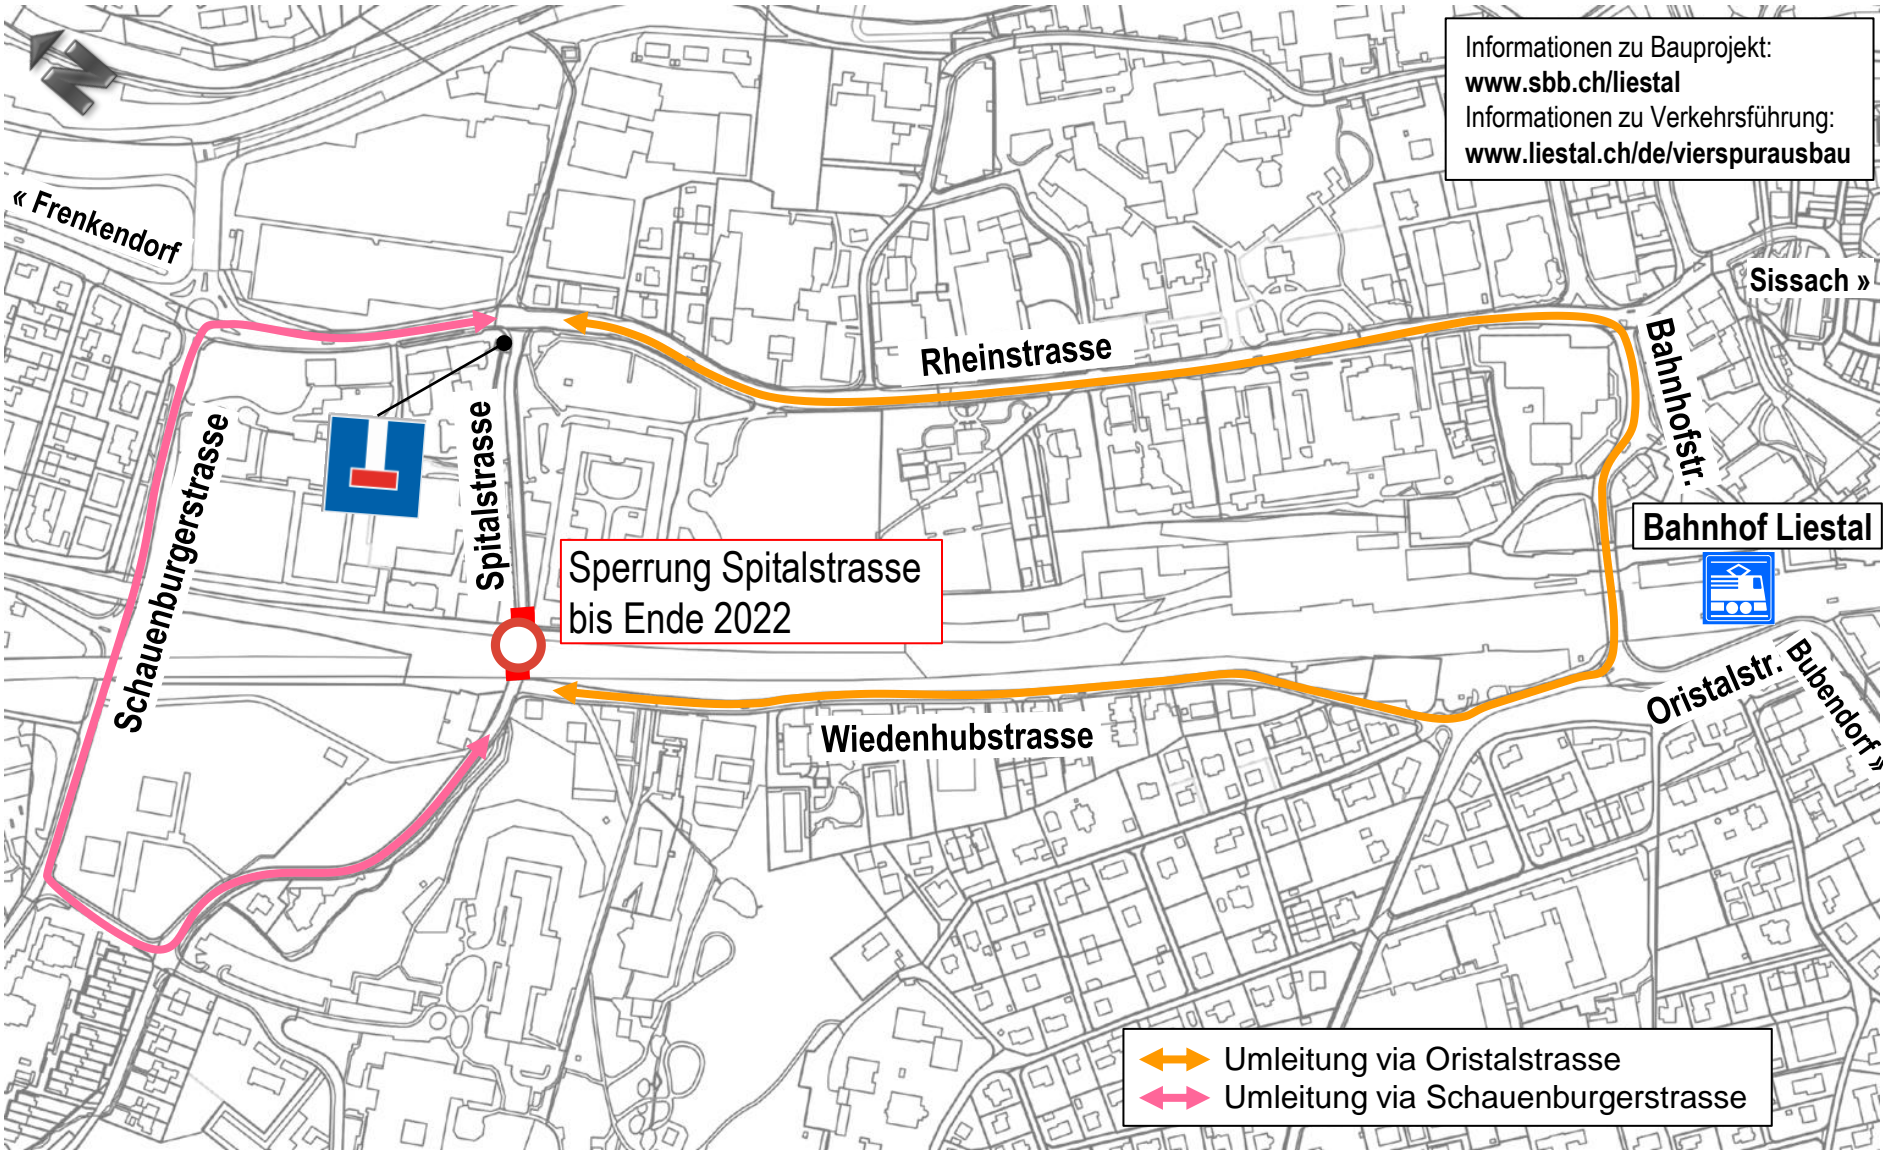 Informationen zu Bauprojekt:
www.sbb.ch/liestal
Informationen zu Verkehrsführung:
www.liestal.ch/de/vierspurausbau
N
« Frenkendorf
Sissach »
Rheinstrasse
Bahnhofstr.
Schauenburgerstrasse
Spitalstrasse
Bahnhof Liestal
Sperrung Spitalstrasse
bis Ende 2022
Oristalstr.
Bubendorf »
Wiedenhubstrasse
Umleitung via Oristalstrasse
Umleitung via Schauenburgerstrasse